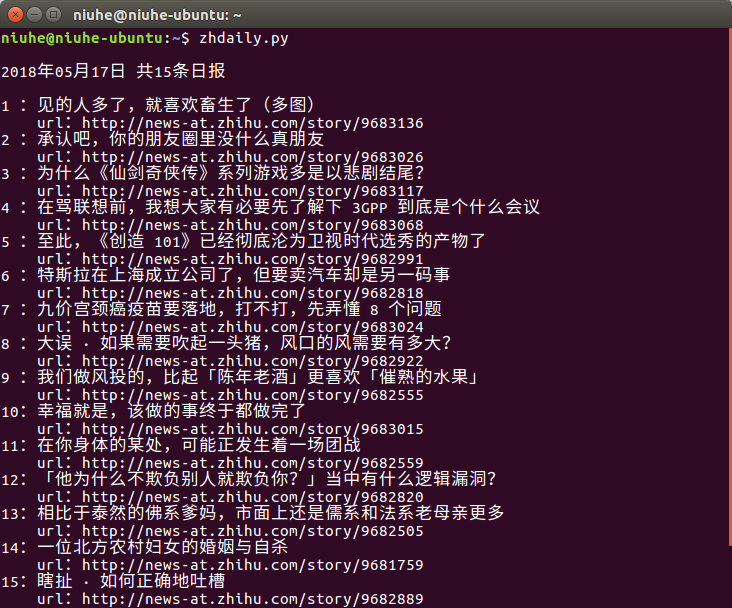 niuhe@niuhe-ubuntu: ~
niuhe@niuhe-ubuntu:~$ zhdaily.py
2018年05月17日 共15条日报
1 : 见的人多了，就喜欢畜生了（多图）
url: http://news-at.zhihu.com/story/9683136
2 : 承认吧，你的朋友圈里没什么真朋友
url: http://news-at.zhihu.com/story/9683026
3 : 为什么《仙剑奇侠传》系列游戏多是以悲剧结尾？
url: http://news-at.zhihu.com/story/9683117
4 : 在骂联想前，我想大家有必要先了解下 3GPP 到底是个什么会议
url: http://news-at.zhihu.com/story/9683068
5 : 至此，《创造 101》已经彻底沦为卫视时代选秀的产物了
url: http://news-at.zhihu.com/story/9682991
6 : 特斯拉在上海成立公司了，但要卖汽车却是另一码事
url: http://news-at.zhihu.com/story/9682818
7 : 九价宫颈癌疫苗要落地，打不打，先弄懂 8 个问题
url: http://news-at.zhihu.com/story/9683024
8 : 大误 · 如果需要吹起一头猪，风口的风需要有多大？
url: http://news-at.zhihu.com/story/9682922
9 : 我们做风投的，比起「陈年老酒」更喜欢「催熟的水果」
url: http://news-at.zhihu.com/story/9682555
10: 幸福就是，该做的事终于都做完了
url: http://news-at.zhihu.com/story/9683015
11: 在你身体的某处，可能正发生着一场团战
url: http://news-at.zhihu.com/story/9682559
12: 「他为什么不欺负别人就欺负你？」当中有什么逻辑漏洞？
url: http://news-at.zhihu.com/story/9682820
13: 相比于泰然的佛系爹妈，市面上还是儒系和法系老母亲更多
url: http://news-at.zhihu.com/story/9682505
14: 一位北方农村妇女的婚姻与自杀
url: http://news-at.zhihu.com/story/9681759
15: 瞎扯 · 如何正确地吐槽
url: http://news-at.zhihu.com/story/9682889